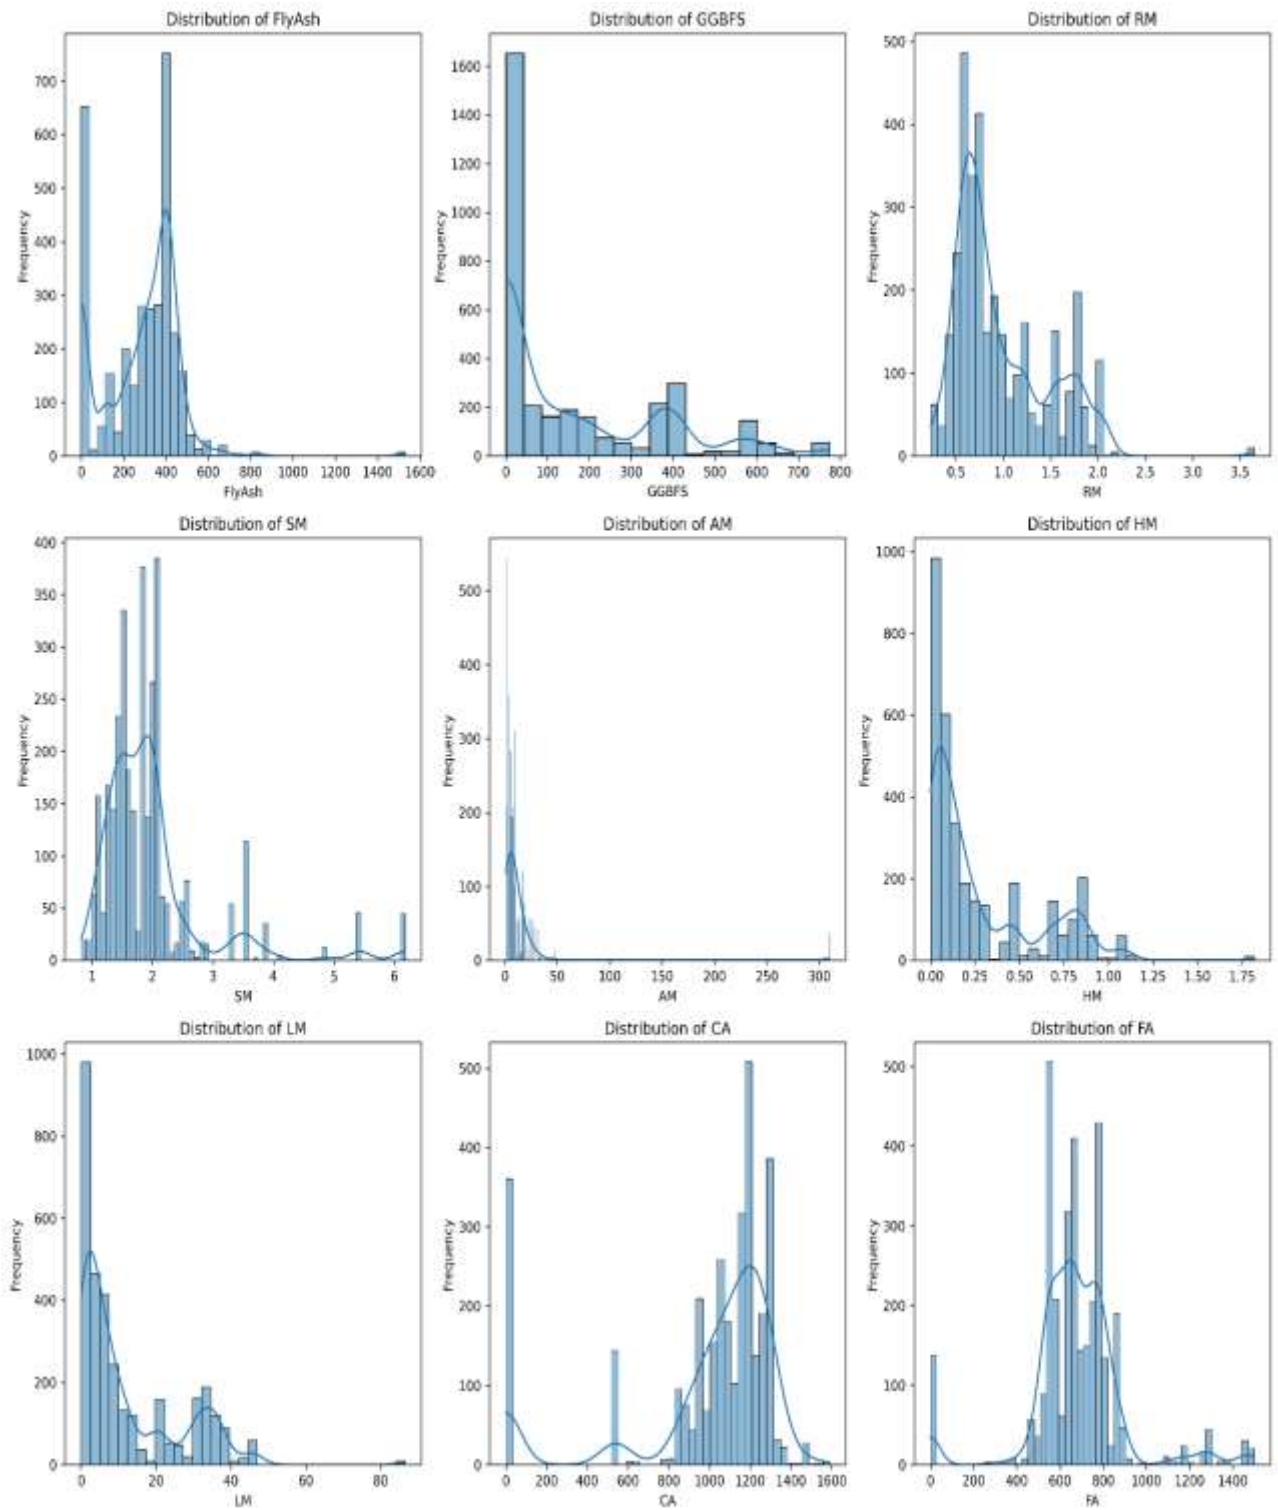 Distribution of FlyAsh
Frequency
700
600
500
400
300
200
100
0
0 200 400 600 800 1000 1200 1400 1600
FlyAsh
Distribution of GGBFS
Frequency
1600
1400
1200
1000
800
600
400
200
0
0 100 200 300 400 500 600 700 800
GGBFS
Distribution of RM
Frequency
500
400
300
200
100
0
0.5 1.0 1.5 2.0 2.5 3.0 3.5
RM
Distribution of SM
Frequency
400
350
300
250
200
150
100
50
0
1 2 3 4 5 6
SM
Distribution of AM
Frequency
500
400
300
200
100
0
0 50 100 150 200 250 300
AM
Distribution of HM
Frequency
1000
800
600
400
200
0
0.00 0.25 0.50 0.75 1.00 1.25 1.50 1.75
HM
Distribution of LM
Frequency
1000
800
600
400
200
0
0 20 40 60 80
LM
Distribution of CA
Frequency
500
400
300
200
100
0
0 200 400 600 800 1000 1200 1400 1600
CA
Distribution of FA
Frequency
500
400
300
200
100
0
0 200 400 600 800 1000 1200 1400
FA